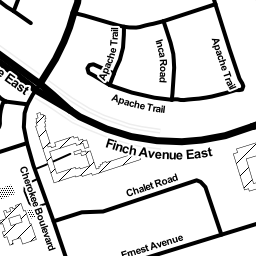 Apache Trail
Inca Road
Apache Trail
Apache Trail
e East
Finch Avenue East
Cherokee Boulevard
Chalet Road
Ernest Avenue